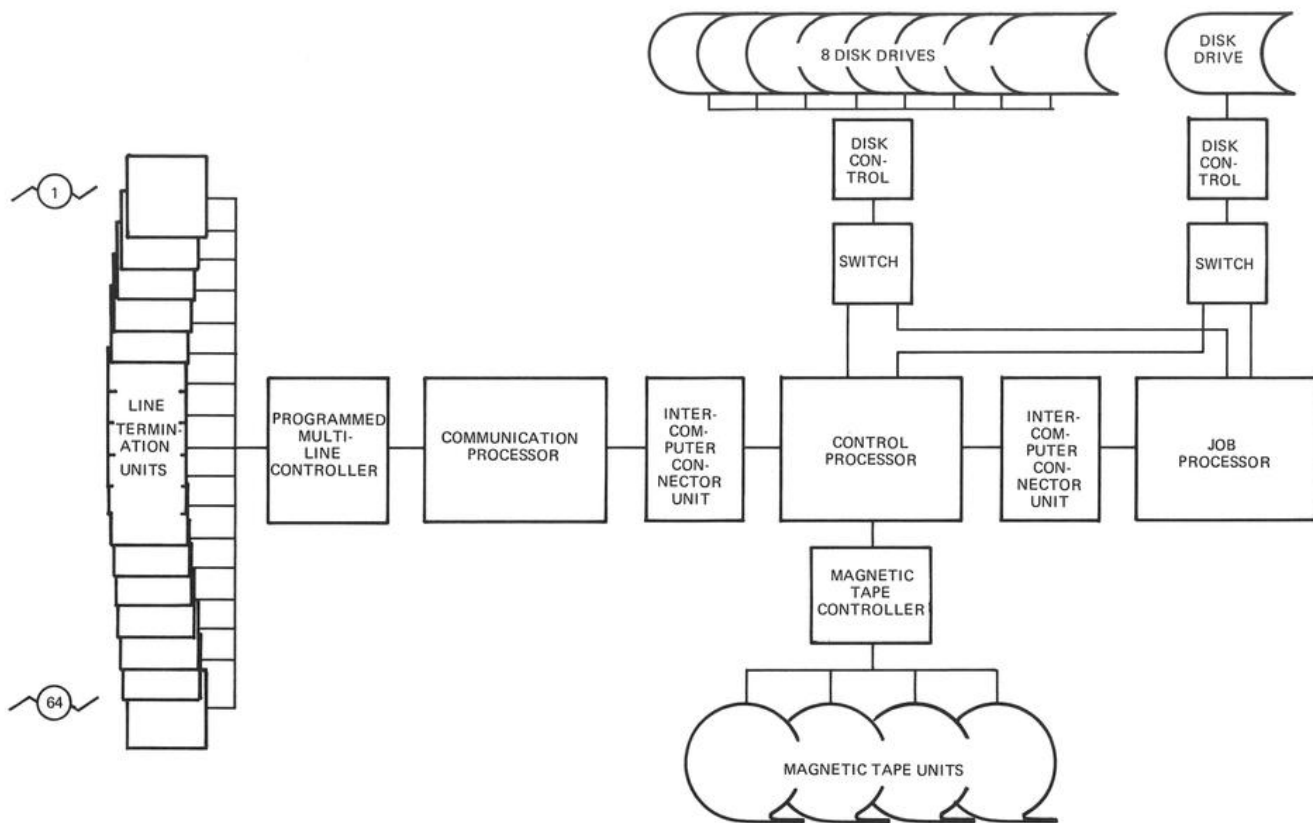 8 DISK DRIVES
DISK
DRIVE
DISK
CON-
TROL
DISK
CON-
TROL
SWITCH
SWITCH
1
LINE
TERMIN-
ATION
UNITS
64
PROGRAMMED
MULTI-
LINE
CONTROLLER
COMMUNICATION
PROCESSOR
INTER-
COM-
PUTER
CON-
NECTOR
UNIT
CONTROL
PROCESSOR
INTER-
COM-
PUTER
CON-
NECTOR
UNIT
JOB
PROCESSOR
MAGNETIC
TAPE
CONTROLLER
MAGNETIC TAPE UNITS